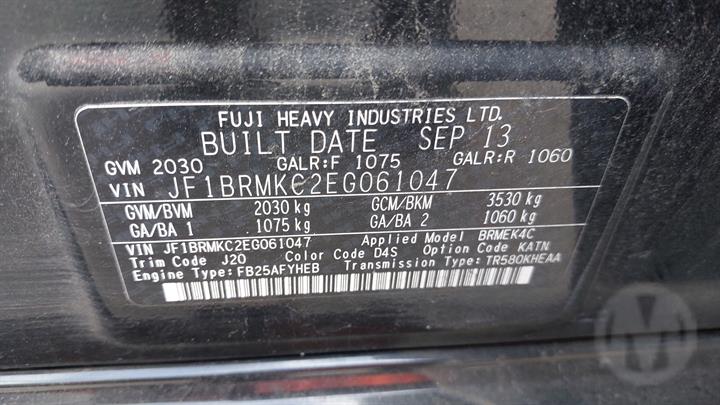 FUJI HEAVY INDUSTRIES LTD.
BUILT DATE SEP 13
GVM 2030 GALR:F 1075 GALR:R 1060
VIN JF1BRMKC2EG061047
GVM/BVM 2030 kg GCM/BKM 3530 kg
GA/BA 1 1075 kg GA/BA 2 1060 kg
VIN JF1BRMKC2EG061047 Applied Model BRMEK4C
Trim Code J20 Color Code D4S Option Code KATN
Engine Type:FB25AFYHEB Transmission Type:TR580KHEAA
M